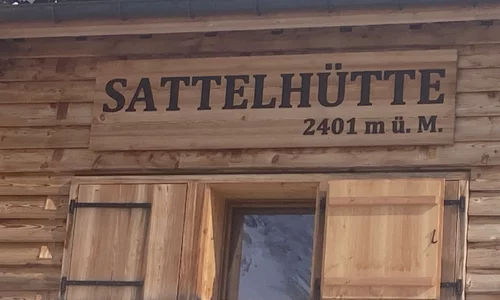 SATTELHÜTTE
2401 m ü. M.